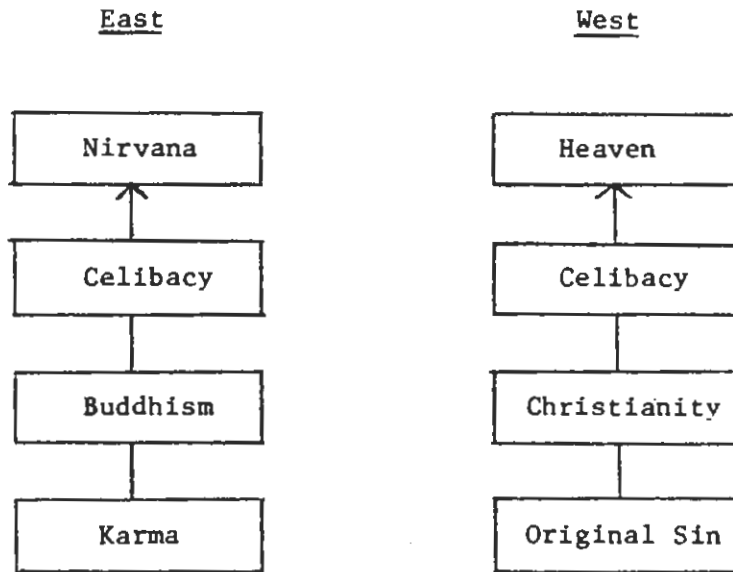 East
Nirvana
Celibacy
Buddhism
Karma
West
Heaven
Celibacy
Christianity
Original Sin